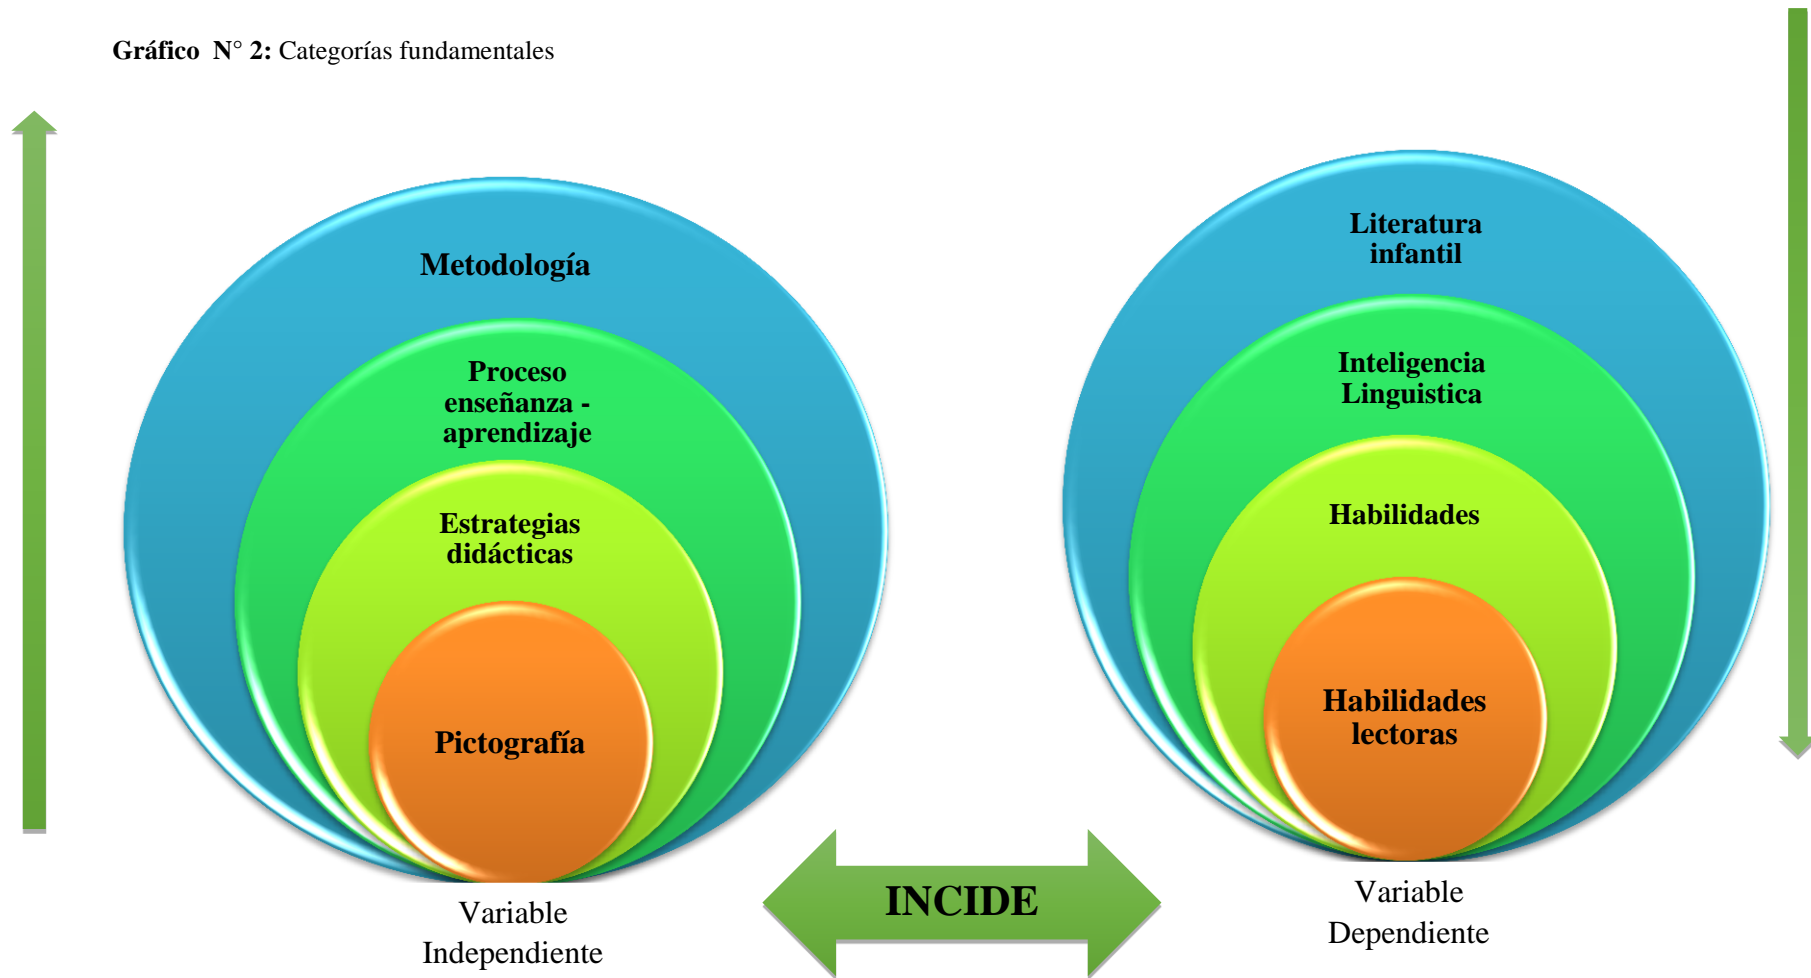 Gráfico N° 2: Categorías fundamentales
Metodología
Proceso
enseñanza -
aprendizaje
Estrategias
didácticas
Pictografía
Variable
Independiente
INCIDE
Literatura
infantil
Inteligencia
Linguistica
Habilidades
Habilidades
lectoras
Variable
Dependiente